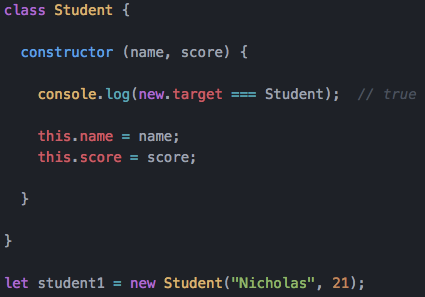 class Student {
constructor (name, score) {
console.log(new.target === Student);  // true
this.name = name;
this.score = score;
}
}
let student1 = new Student("Nicholas", 21);